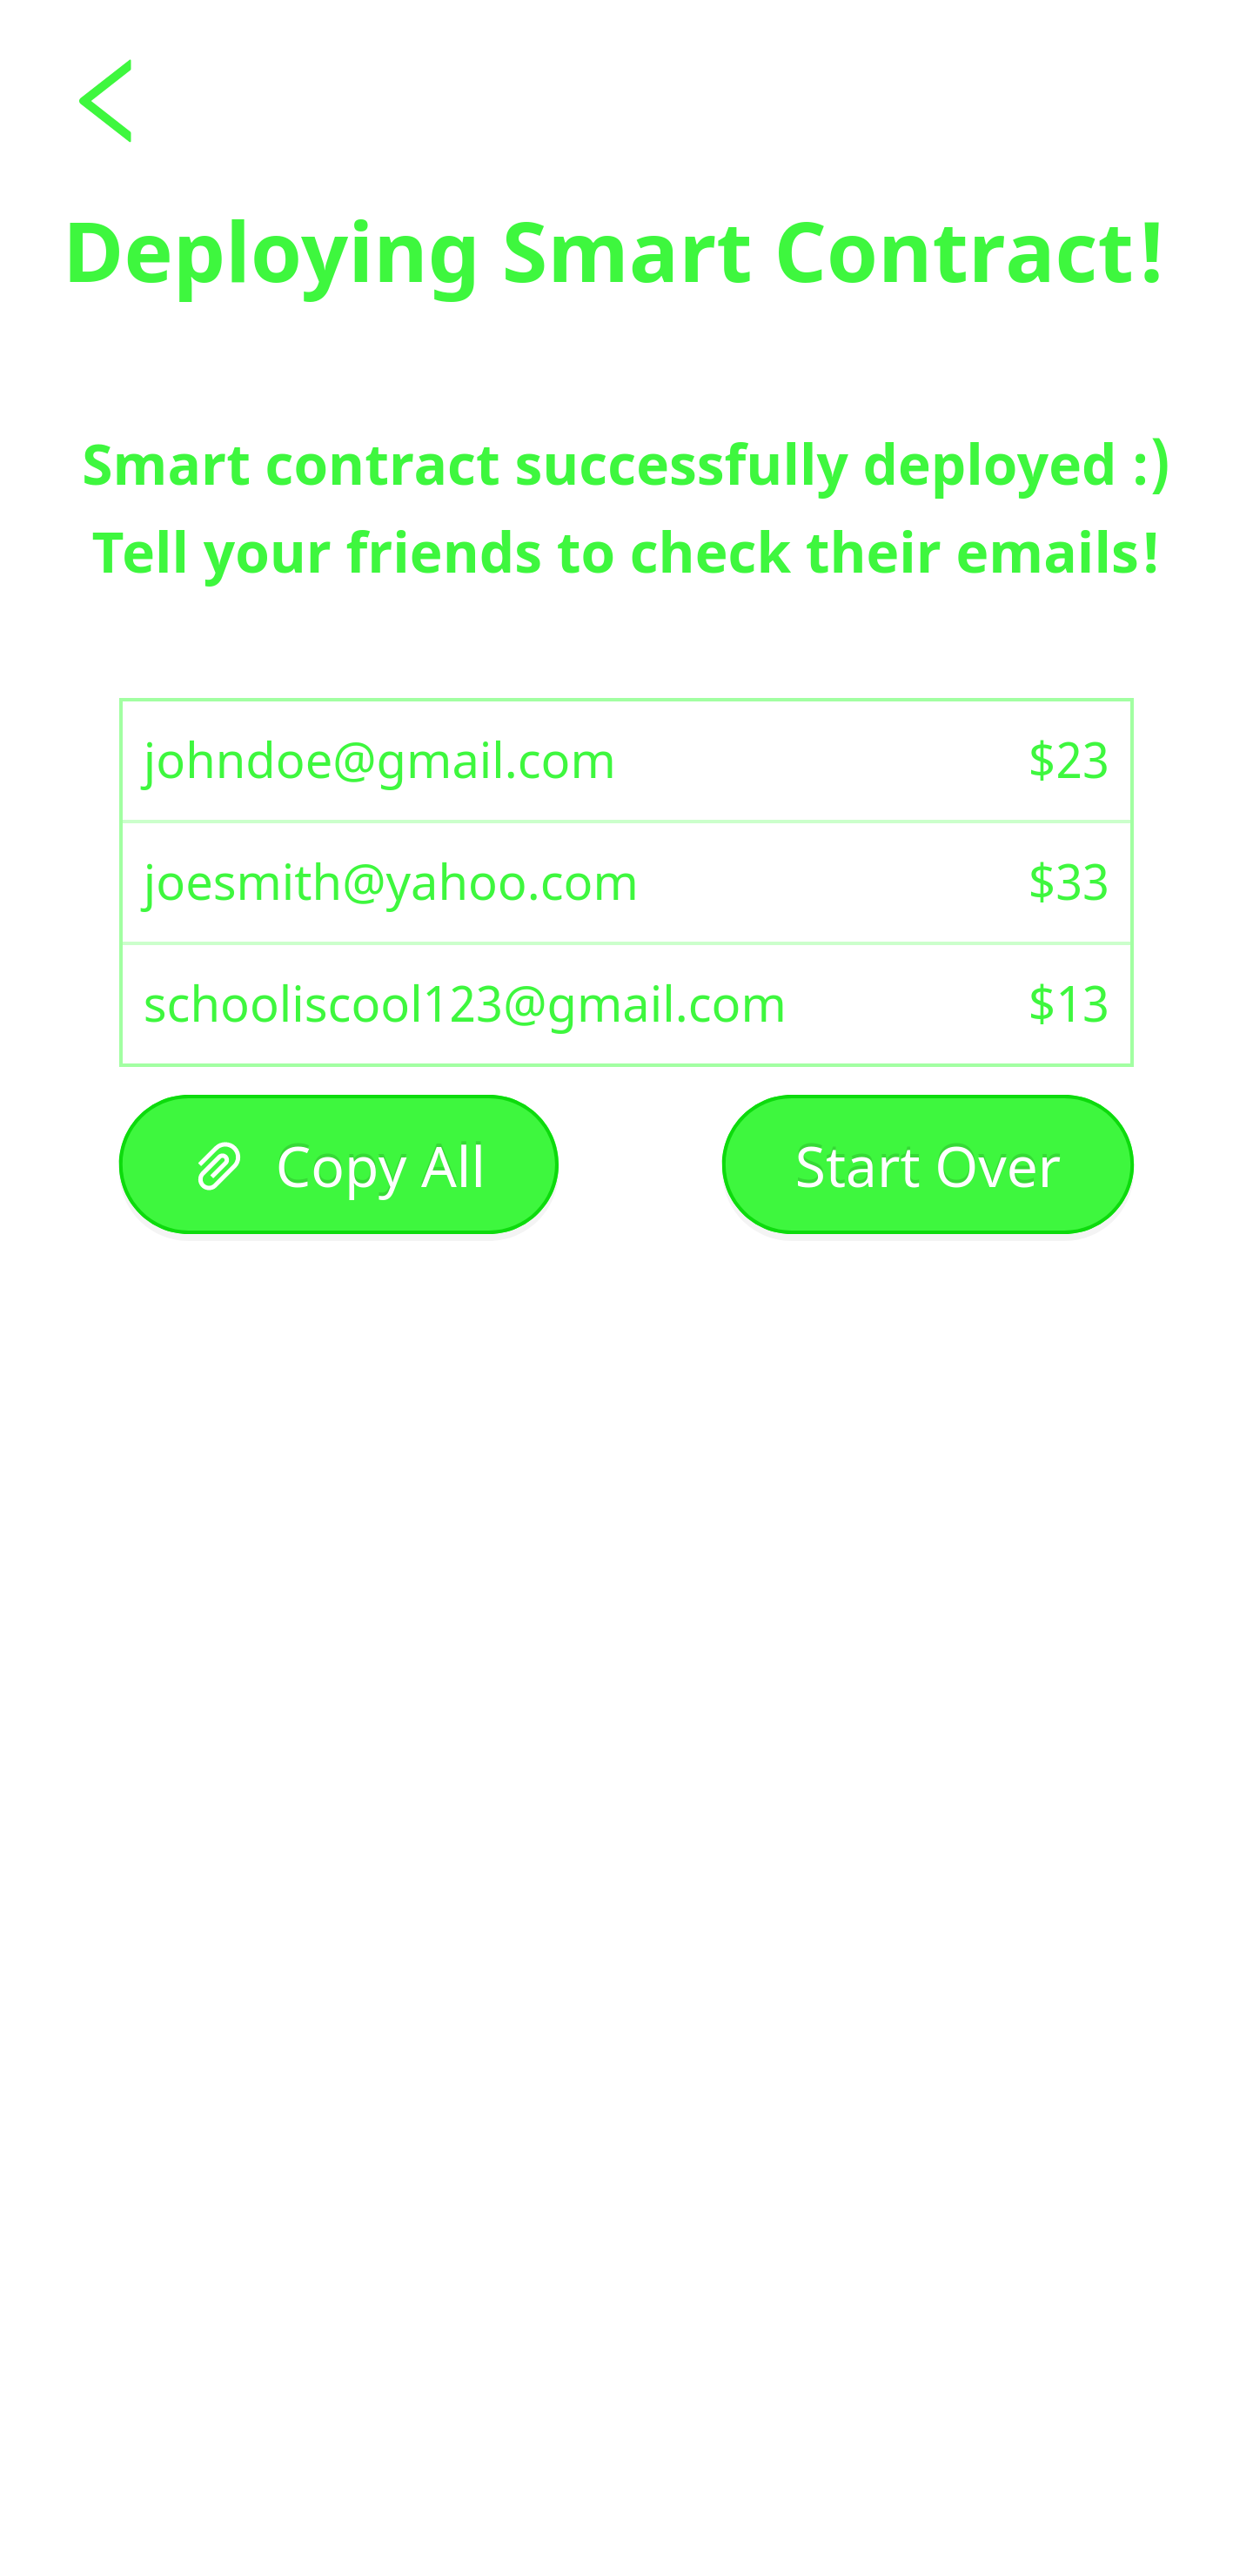 Deploying Smart Contract!
Smart contract successfully deployed :)
Tell your friends to check their emails!
johndoe@gmail.com $23
joesmith@yahoo.com $33
schooliscool123@gmail.com $13
Copy All Start Over